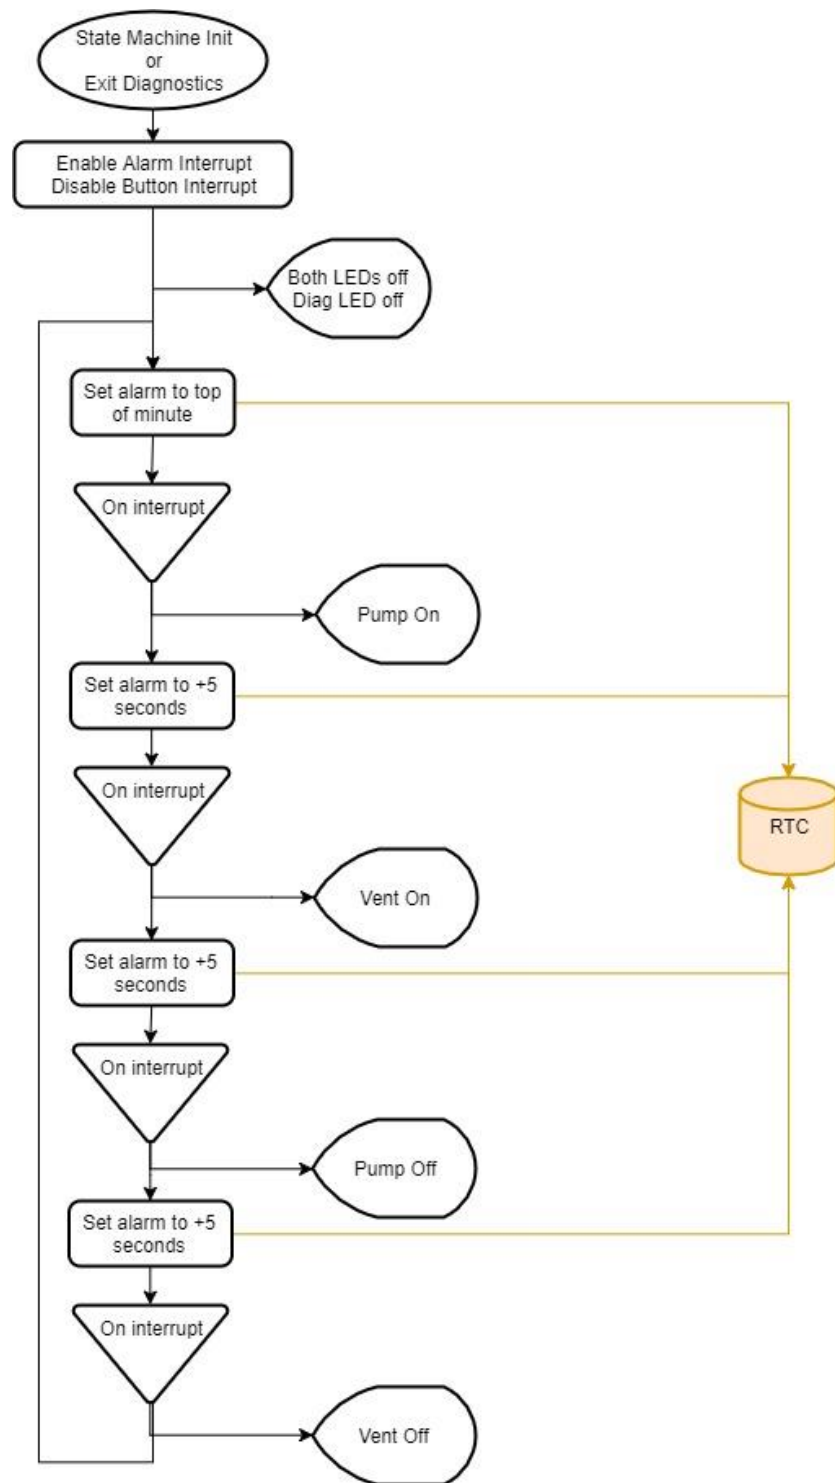 State Machine Init
or
Exit Diagnostics
Enable Alarm Interrupt
Disable Button Interrupt
Both LEDs off
Diag LED off
Set alarm to top
of minute
On interrupt
Pump On
Set alarm to +5
seconds
On interrupt
RTC
Vent On
Set alarm to +5
seconds
On interrupt
Pump Off
Set alarm to +5
seconds
On interrupt
Vent Off